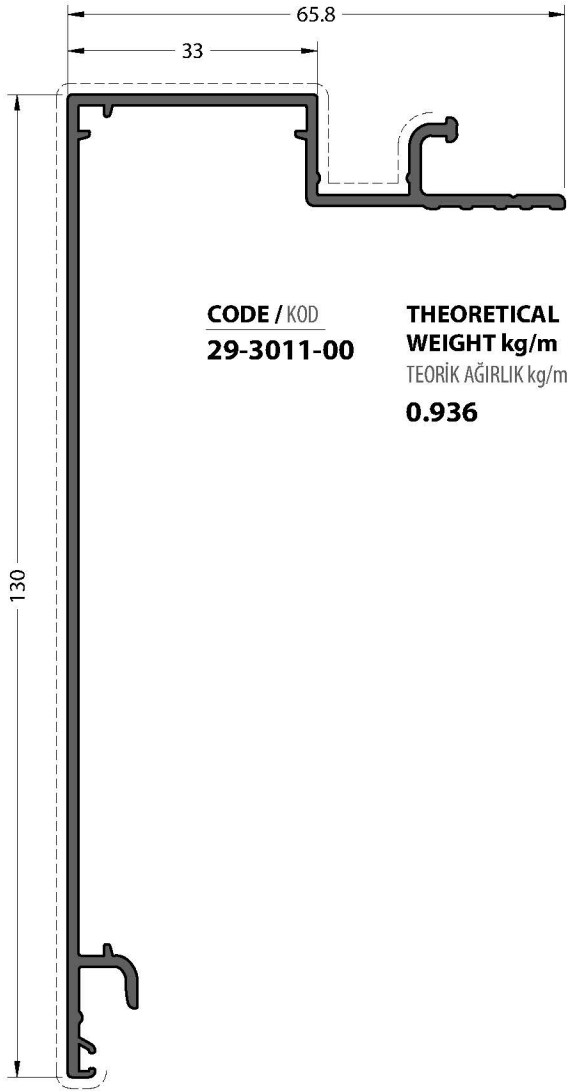 65.8
33
130
CODE / KOD
29-3011-00
THEORETICAL
WEIGHT kg/m
TEORİK AĞIRLIK kg/m
0.936